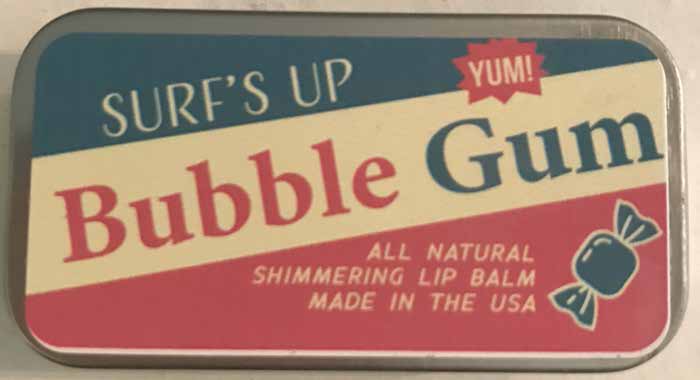 SURF'S UP
YUM!
Bubble Gum
ALL NATURAL
SHIMMERING LIP BALM
MADE IN THE USA